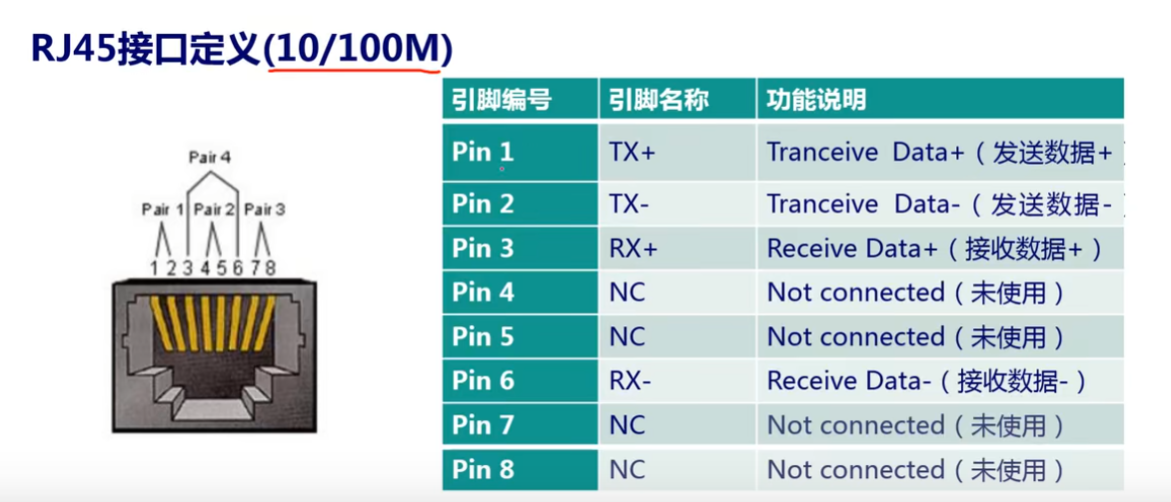 RJ45接口定义(10/100M)
Pair 4
Pair 1 Pair 2 Pair 3
1 2 3 4 5 6 7 8
引脚编号 引脚名称 功能说明
Pin 1 TX+ Tranceive Data+ ( 发送数据+ )
Pin 2 TX- Tranceive Data- ( 发送数据- )
Pin 3 RX+ Receive Data+ ( 接收数据+ )
Pin 4 NC Not connected ( 未使用 )
Pin 5 NC Not connected ( 未使用 )
Pin 6 RX- Receive Data- ( 接收数据- )
Pin 7 NC Not connected ( 未使用 )
Pin 8 NC Not connected ( 未使用 )